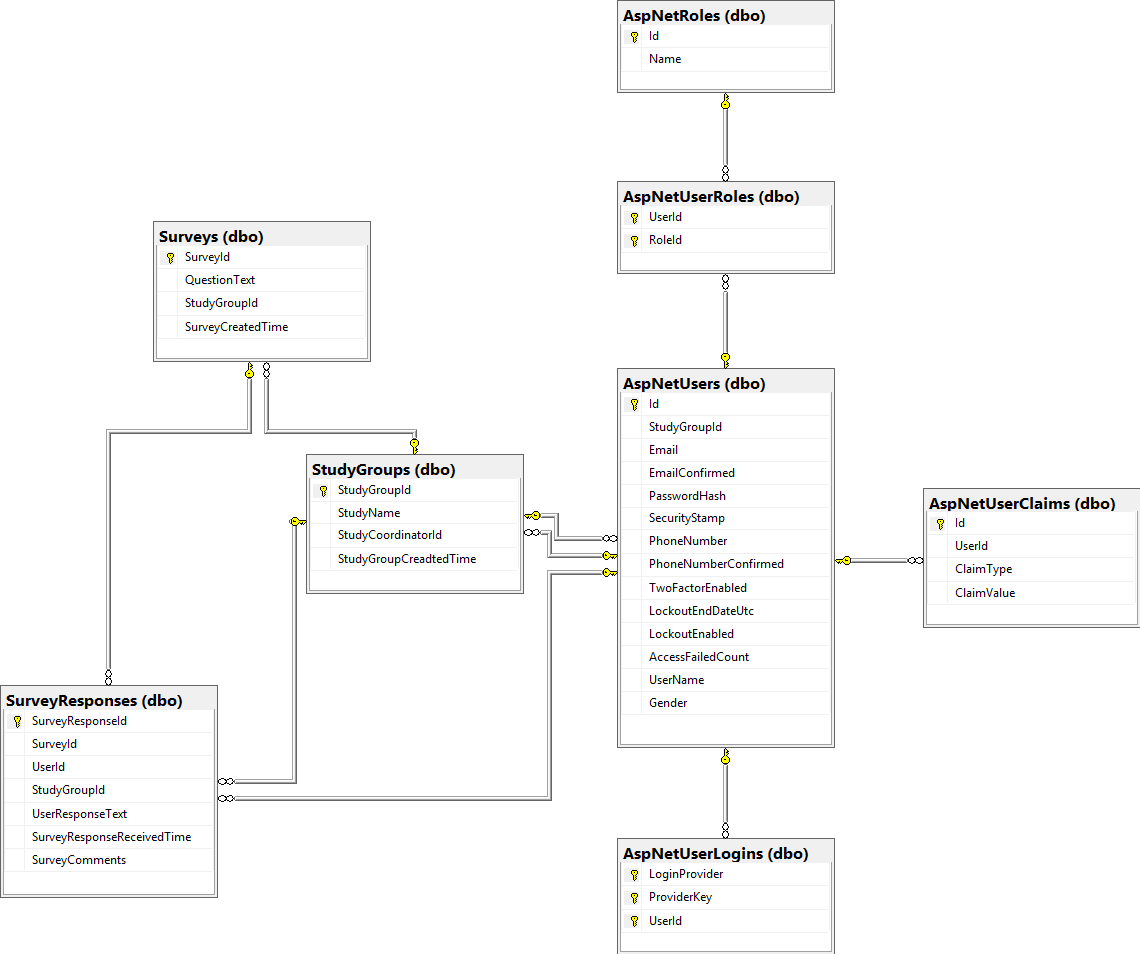 AspNetRoles (dbo)
Id
Name
AspNetUserRoles (dbo)
UserId
RoleId
Surveys (dbo)
SurveyId
QuestionText
StudyGroupId
SurveyCreatedTime
AspNetUsers (dbo)
Id
StudyGroupId
Email
EmailConfirmed
PasswordHash
SecurityStamp
PhoneNumber
PhoneNumberConfirmed
TwoFactorEnabled
LockoutEndDateUtc
LockoutEnabled
AccessFailedCount
UserName
Gender
StudyGroups (dbo)
StudyGroupId
StudyName
StudyCoordinatorId
StudyGroupCreadtedTime
AspNetUserClaims (dbo)
Id
UserId
ClaimType
ClaimValue
SurveyResponses (dbo)
SurveyResponseId
SurveyId
UserId
StudyGroupId
UserResponseText
SurveyResponseReceivedTime
SurveyComments
AspNetUserLogins (dbo)
LoginProvider
ProviderKey
UserId